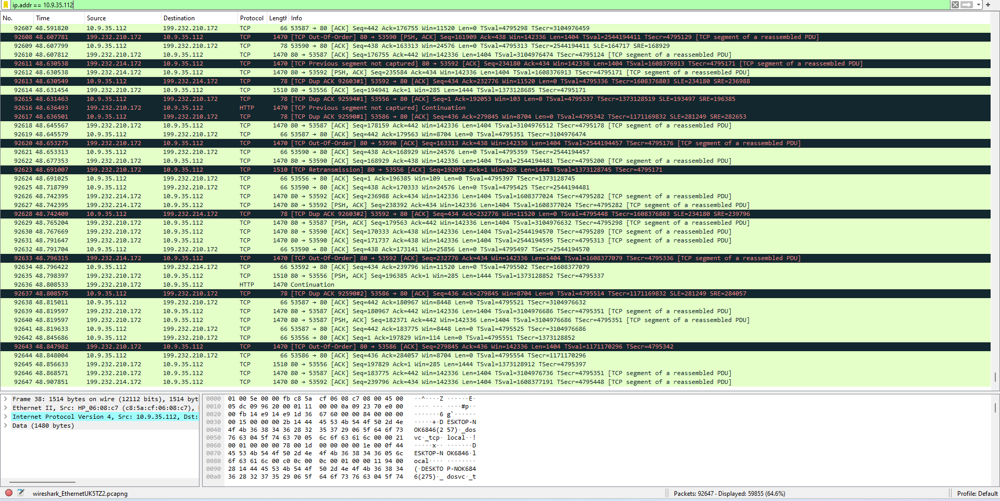 ip.addr == 10.9.35.112
No. Time Source Destination Protocol Length Info
92607 48.591820 10.9.35.112 199.232.210.172 TCP 66 53587 → 80 [ACK] Seq=442 Ack=176755 Win=11520 Len=0 TSval=4795298 TSecr=3104976459
92608 48.607781 199.232.210.172 10.9.35.112 TCP 1470 [TCP Out-Of-Order] 80 → 53590 [PSH, ACK] Seq=161909 Ack=438 Win=142336 Len=1404 TSval=2544194411 TSecr=4795129 [TCP segment of a reassembled PDU]
92609 48.607799 10.9.35.112 199.232.210.172 TCP 78 53590 → 80 [ACK] Seq=438 Ack=163313 Win=24576 Len=0 TSval=4795313 TSecr=2544194411 SLE=164717 SRE=168929
92610 48.607812 199.232.210.172 10.9.35.112 TCP 1470 80 → 53587 [ACK] Seq=176755 Ack=442 Win=142336 Len=1404 TSval=3104976474 TSecr=4795124 [TCP segment of a reassembled PDU]
92611 48.630538 199.232.214.172 10.9.35.112 TCP 1470 [TCP Previous segment not captured] 80 → 53592 [ACK] Seq=234180 Ack=434 Win=142336 Len=1404 TSval=1608376913 TSecr=4795171 [TCP segment of a reassembled PDU]
92612 48.630538 199.232.214.172 10.9.35.112 TCP 1470 80 → 53592 [PSH, ACK] Seq=235584 Ack=434 Win=142336 Len=1404 TSval=1608376913 TSecr=4795171 [TCP segment of a reassembled PDU]
92613 48.630549 10.9.35.112 199.232.214.172 TCP 78 [TCP Dup ACK 92603#1] 53592 → 80 [ACK] Seq=434 Ack=232776 Win=11520 Len=0 TSval=4795336 TSecr=1608376803 SLE=234180 SRE=236988
92614 48.631454 199.232.210.172 10.9.35.112 TCP 1510 80 → 53556 [ACK] Seq=194941 Ack=1 Win=285 Len=1444 TSval=1373128685 TSecr=4795171
92615 48.631463 10.9.35.112 199.232.210.172 TCP 78 [TCP Dup ACK 92594#1] 53556 → 80 [ACK] Seq=1 Ack=192053 Win=103 Len=0 TSval=4795337 TSecr=1373128519 SLE=193497 SRE=196385
92616 48.636493 199.232.210.172 10.9.35.112 HTTP 1470 [TCP Previous segment not captured] Continuation
92617 48.636501 10.9.35.112 199.232.210.172 TCP 78 [TCP Dup ACK 92590#1] 53586 → 80 [ACK] Seq=436 Ack=279845 Win=8704 Len=0 TSval=4795342 TSecr=1171169832 SLE=281249 SRE=282653
92618 48.645567 199.232.210.172 10.9.35.112 TCP 1470 80 → 53587 [ACK] Seq=178159 Ack=442 Win=142336 Len=1404 TSval=3104976512 TSecr=4795178 [TCP segment of a reassembled PDU]
92619 48.645579 10.9.35.112 199.232.210.172 TCP 66 53587 → 80 [ACK] Seq=442 Ack=179563 Win=8704 Len=0 TSval=4795351 TSecr=3104976474
92620 48.653275 199.232.210.172 10.9.35.112 TCP 1470 [TCP Out-Of-Order] 80 → 53590 [ACK] Seq=163313 Ack=438 Win=142336 Len=1404 TSval=2544194457 TSecr=4795176 [TCP segment of a reassembled PDU]
92621 48.653313 10.9.35.112 199.232.210.172 TCP 66 53590 → 80 [ACK] Seq=438 Ack=168929 Win=24576 Len=0 TSval=4795359 TSecr=2544194457
92622 48.677353 199.232.210.172 10.9.35.112 TCP 1470 80 → 53590 [ACK] Seq=168929 Ack=438 Win=142336 Len=1404 TSval=2544194481 TSecr=4795200 [TCP segment of a reassembled PDU]
92623 48.691007 199.232.210.172 10.9.35.112 TCP 1510 [TCP Retransmission] 80 → 53556 [ACK] Seq=192053 Ack=1 Win=285 Len=1444 TSval=1373128745 TSecr=4795171
92624 48.691025 10.9.35.112 199.232.210.172 TCP 66 53556 → 80 [ACK] Seq=1 Ack=196385 Win=109 Len=0 TSval=4795397 TSecr=1373128745
92625 48.718799 10.9.35.112 199.232.210.172 TCP 66 53590 → 80 [ACK] Seq=438 Ack=170333 Win=24576 Len=0 TSval=4795425 TSecr=2544194481
92626 48.742395 199.232.214.172 10.9.35.112 TCP 1470 80 → 53592 [ACK] Seq=236988 Ack=434 Win=142336 Len=1404 TSval=1608377024 TSecr=4795282 [TCP segment of a reassembled PDU]
92627 48.742395 199.232.214.172 10.9.35.112 TCP 1470 80 → 53592 [PSH, ACK] Seq=238392 Ack=434 Win=142336 Len=1404 TSval=1608377024 TSecr=4795282 [TCP segment of a reassembled PDU]
92628 48.742409 10.9.35.112 199.232.214.172 TCP 78 [TCP Dup ACK 92603#2] 53592 → 80 [ACK] Seq=434 Ack=232776 Win=11520 Len=0 TSval=4795448 TSecr=1608376803 SLE=234180 SRE=239796
92629 48.765204 199.232.210.172 10.9.35.112 TCP 1470 80 → 53587 [PSH, ACK] Seq=179563 Ack=442 Win=142336 Len=1404 TSval=3104976632 TSecr=4795298 [TCP segment of a reassembled PDU]
92630 48.767669 199.232.210.172 10.9.35.112 TCP 1470 80 → 53590 [ACK] Seq=170333 Ack=438 Win=142336 Len=1404 TSval=2544194570 TSecr=4795289 [TCP segment of a reassembled PDU]
92631 48.791647 199.232.210.172 10.9.35.112 TCP 1470 80 → 53590 [ACK] Seq=171737 Ack=438 Win=142336 Len=1404 TSval=2544194595 TSecr=4795313 [TCP segment of a reassembled PDU]
92632 48.791704 10.9.35.112 199.232.210.172 TCP 66 53590 → 80 [ACK] Seq=438 Ack=173141 Win=25856 Len=0 TSval=4795497 TSecr=2544194570
92633 48.796315 199.232.214.172 10.9.35.112 TCP 1470 [TCP Out-Of-Order] 80 → 53592 [ACK] Seq=232776 Ack=434 Win=142336 Len=1404 TSval=1608377079 TSecr=4795336 [TCP segment of a reassembled PDU]
92634 48.796422 10.9.35.112 199.232.214.172 TCP 66 53592 → 80 [ACK] Seq=434 Ack=239796 Win=11520 Len=0 TSval=4795502 TSecr=1608377079
92635 48.798397 199.232.210.172 10.9.35.112 TCP 1510 80 → 53556 [PSH, ACK] Seq=196385 Ack=1 Win=285 Len=1444 TSval=1373128852 TSecr=4795337
92636 48.808533 199.232.210.172 10.9.35.112 HTTP 1470 Continuation
92637 48.808575 10.9.35.112 199.232.210.172 TCP 78 [TCP Dup ACK 92590#2] 53586 → 80 [ACK] Seq=436 Ack=279845 Win=8704 Len=0 TSval=4795514 TSecr=1171169832 SLE=281249 SRE=284057
92638 48.815011 10.9.35.112 199.232.210.172 TCP 66 53587 → 80 [ACK] Seq=442 Ack=180967 Win=8448 Len=0 TSval=4795521 TSecr=3104976632
92639 48.819597 199.232.210.172 10.9.35.112 TCP 1470 80 → 53587 [ACK] Seq=180967 Ack=442 Win=142336 Len=1404 TSval=3104976686 TSecr=4795351 [TCP segment of a reassembled PDU]
92640 48.819597 199.232.210.172 10.9.35.112 TCP 1470 80 → 53587 [PSH, ACK] Seq=182371 Ack=442 Win=142336 Len=1404 TSval=3104976686 TSecr=4795351 [TCP segment of a reassembled PDU]
92641 48.819633 10.9.35.112 199.232.210.172 TCP 66 53587 → 80 [ACK] Seq=442 Ack=183775 Win=8448 Len=0 TSval=4795525 TSecr=3104976686
92642 48.845686 10.9.35.112 199.232.210.172 TCP 66 53556 → 80 [ACK] Seq=1 Ack=197829 Win=114 Len=0 TSval=4795551 TSecr=1373128852
92643 48.847982 199.232.210.172 10.9.35.112 TCP 1470 [TCP Out-Of-Order] 80 → 53586 [ACK] Seq=279845 Ack=436 Win=142336 Len=1404 TSval=1171170296 TSecr=4795342
92644 48.848004 10.9.35.112 199.232.210.172 TCP 66 53586 → 80 [ACK] Seq=436 Ack=284057 Win=8704 Len=0 TSval=4795554 TSecr=1171170296
92645 48.856633 199.232.210.172 10.9.35.112 TCP 1510 80 → 53556 [ACK] Seq=197829 Ack=1 Win=285 Len=1444 TSval=1373128912 TSecr=4795397
92646 48.868571 199.232.210.172 10.9.35.112 TCP 1470 80 → 53587 [ACK] Seq=183775 Ack=442 Win=142336 Len=1404 TSval=3104976736 TSecr=4795351 [TCP segment of a reassembled PDU]
92647 48.907851 199.232.214.172 10.9.35.112 TCP 1470 80 → 53592 [ACK] Seq=239796 Ack=434 Win=142336 Len=1404 TSval=1608377191 TSecr=4795448 [TCP segment of a reassembled PDU]
Frame 38: 1514 bytes on wire (12112 bits), 1514 byt
Ethernet II, Src: HP_06:08:c7 (c8:5a:cf:06:08:c7),
Internet Protocol Version 4, Src: 10.9.35.112, Dst:
Data (1480 bytes)
0000 01 00 5e 00 00 fb c8 5a cf 06 08 c7 08 00 45 00 ··^····Z ······E·
0010 05 dc 09 96 20 00 01 11 00 00 0a 09 23 70 e0 00 ···· ··· ····#p··
0020 00 fb 14 e9 14 e9 1d 36 67 60 00 00 84 00 00 00 ·······6 g`······
0030 00 15 00 00 00 2b 14 44 45 53 4b 54 4f 50 2d 4e ·····+·D ESKTOP-N
0040 4f 4b 36 38 34 36 28 32 35 37 29 06 5f 64 6f 73 OK6846(2 57)·_dos
0050 76 63 04 5f 74 63 70 05 6c 6f 63 61 6c 00 00 21 vc·_tcp· local··!
0060 00 01 00 00 00 78 00 1d 00 00 00 00 1e 00 0f 44 ·····x·· ·······D
0070 45 53 4b 54 4f 50 2d 4e 4f 4b 36 38 34 36 05 6c ESKTOP-N OK6846·l
0080 6f 63 61 6c 00 c0 0c 00 0c 00 01 00 00 11 94 00 ocal···· ········
0090 28 14 44 45 53 4b 54 4f 50 2d 4e 4f 4b 36 38 34 (·DESKTO P-NOK684
00a0 36 28 32 37 35 29 06 5f 64 6f 73 76 63 04 5f 74 6(275)·_ dosvc·_t
wireshark_EthernetUK5TZ2.pcapng
Packets: 92647 · Displayed: 59855 (64.6%)
Profile: Default